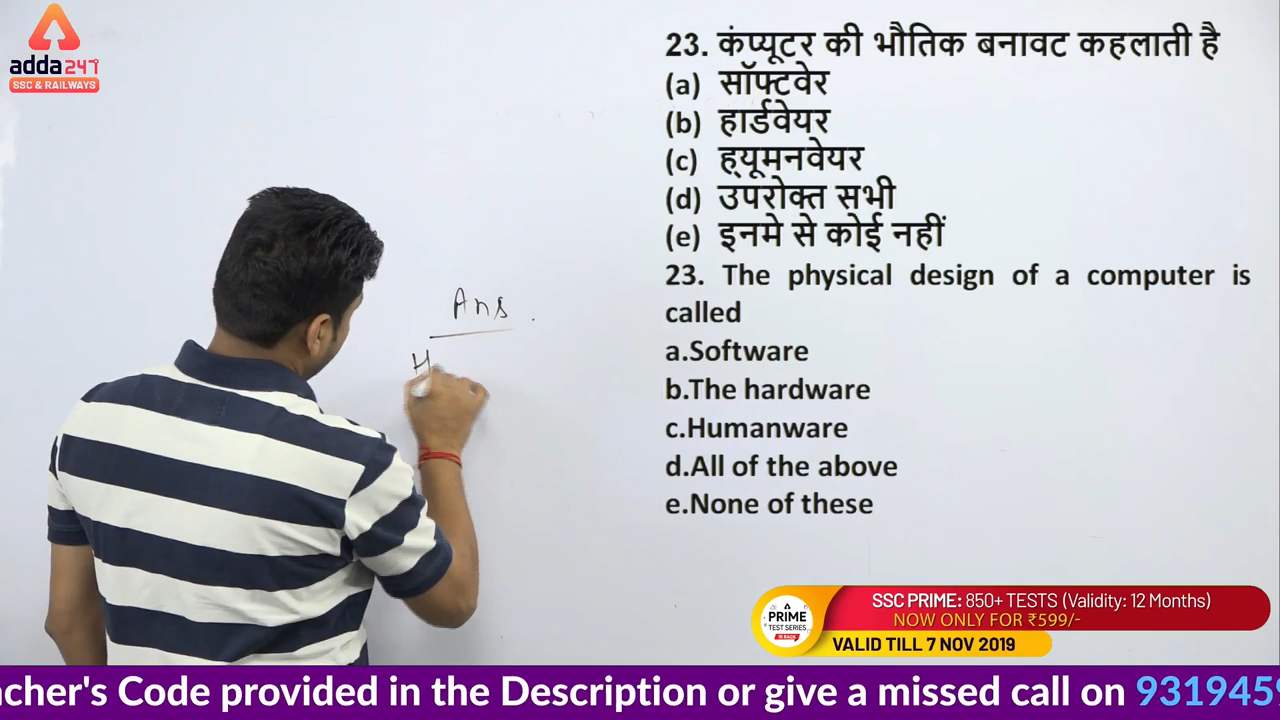 adda247
SSC & RAILWAYS
23. कंप्यूटर की भौतिक बनावट कहलाती है
(a) सॉफ्टवेर
(b) हार्डवेयर
(c) ह्यूमनवेयर
(d) उपरोक्त सभी
(e) इनमे से कोई नहीं
23. The physical design of a computer is
called
a.Software
b.The hardware
c.Humanware
d.All of the above
e.None of these
Ans
H
PRIME
TEST SERIES
IS BACK
SSC PRIME: 850+ TESTS (Validity: 12 Months)
NOW ONLY FOR ₹599/-
VALID TILL 7 NOV 2019
acher's Code provided in the Description or give a missed call on